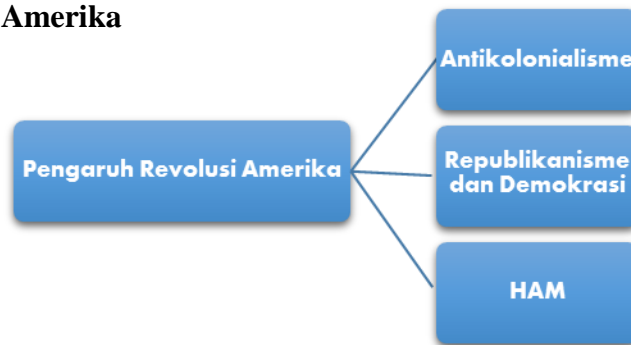 Amerika
Antikolonialisme
Pengaruh Revolusi Amerika
Republikanisme
dan Demokrasi
HAM